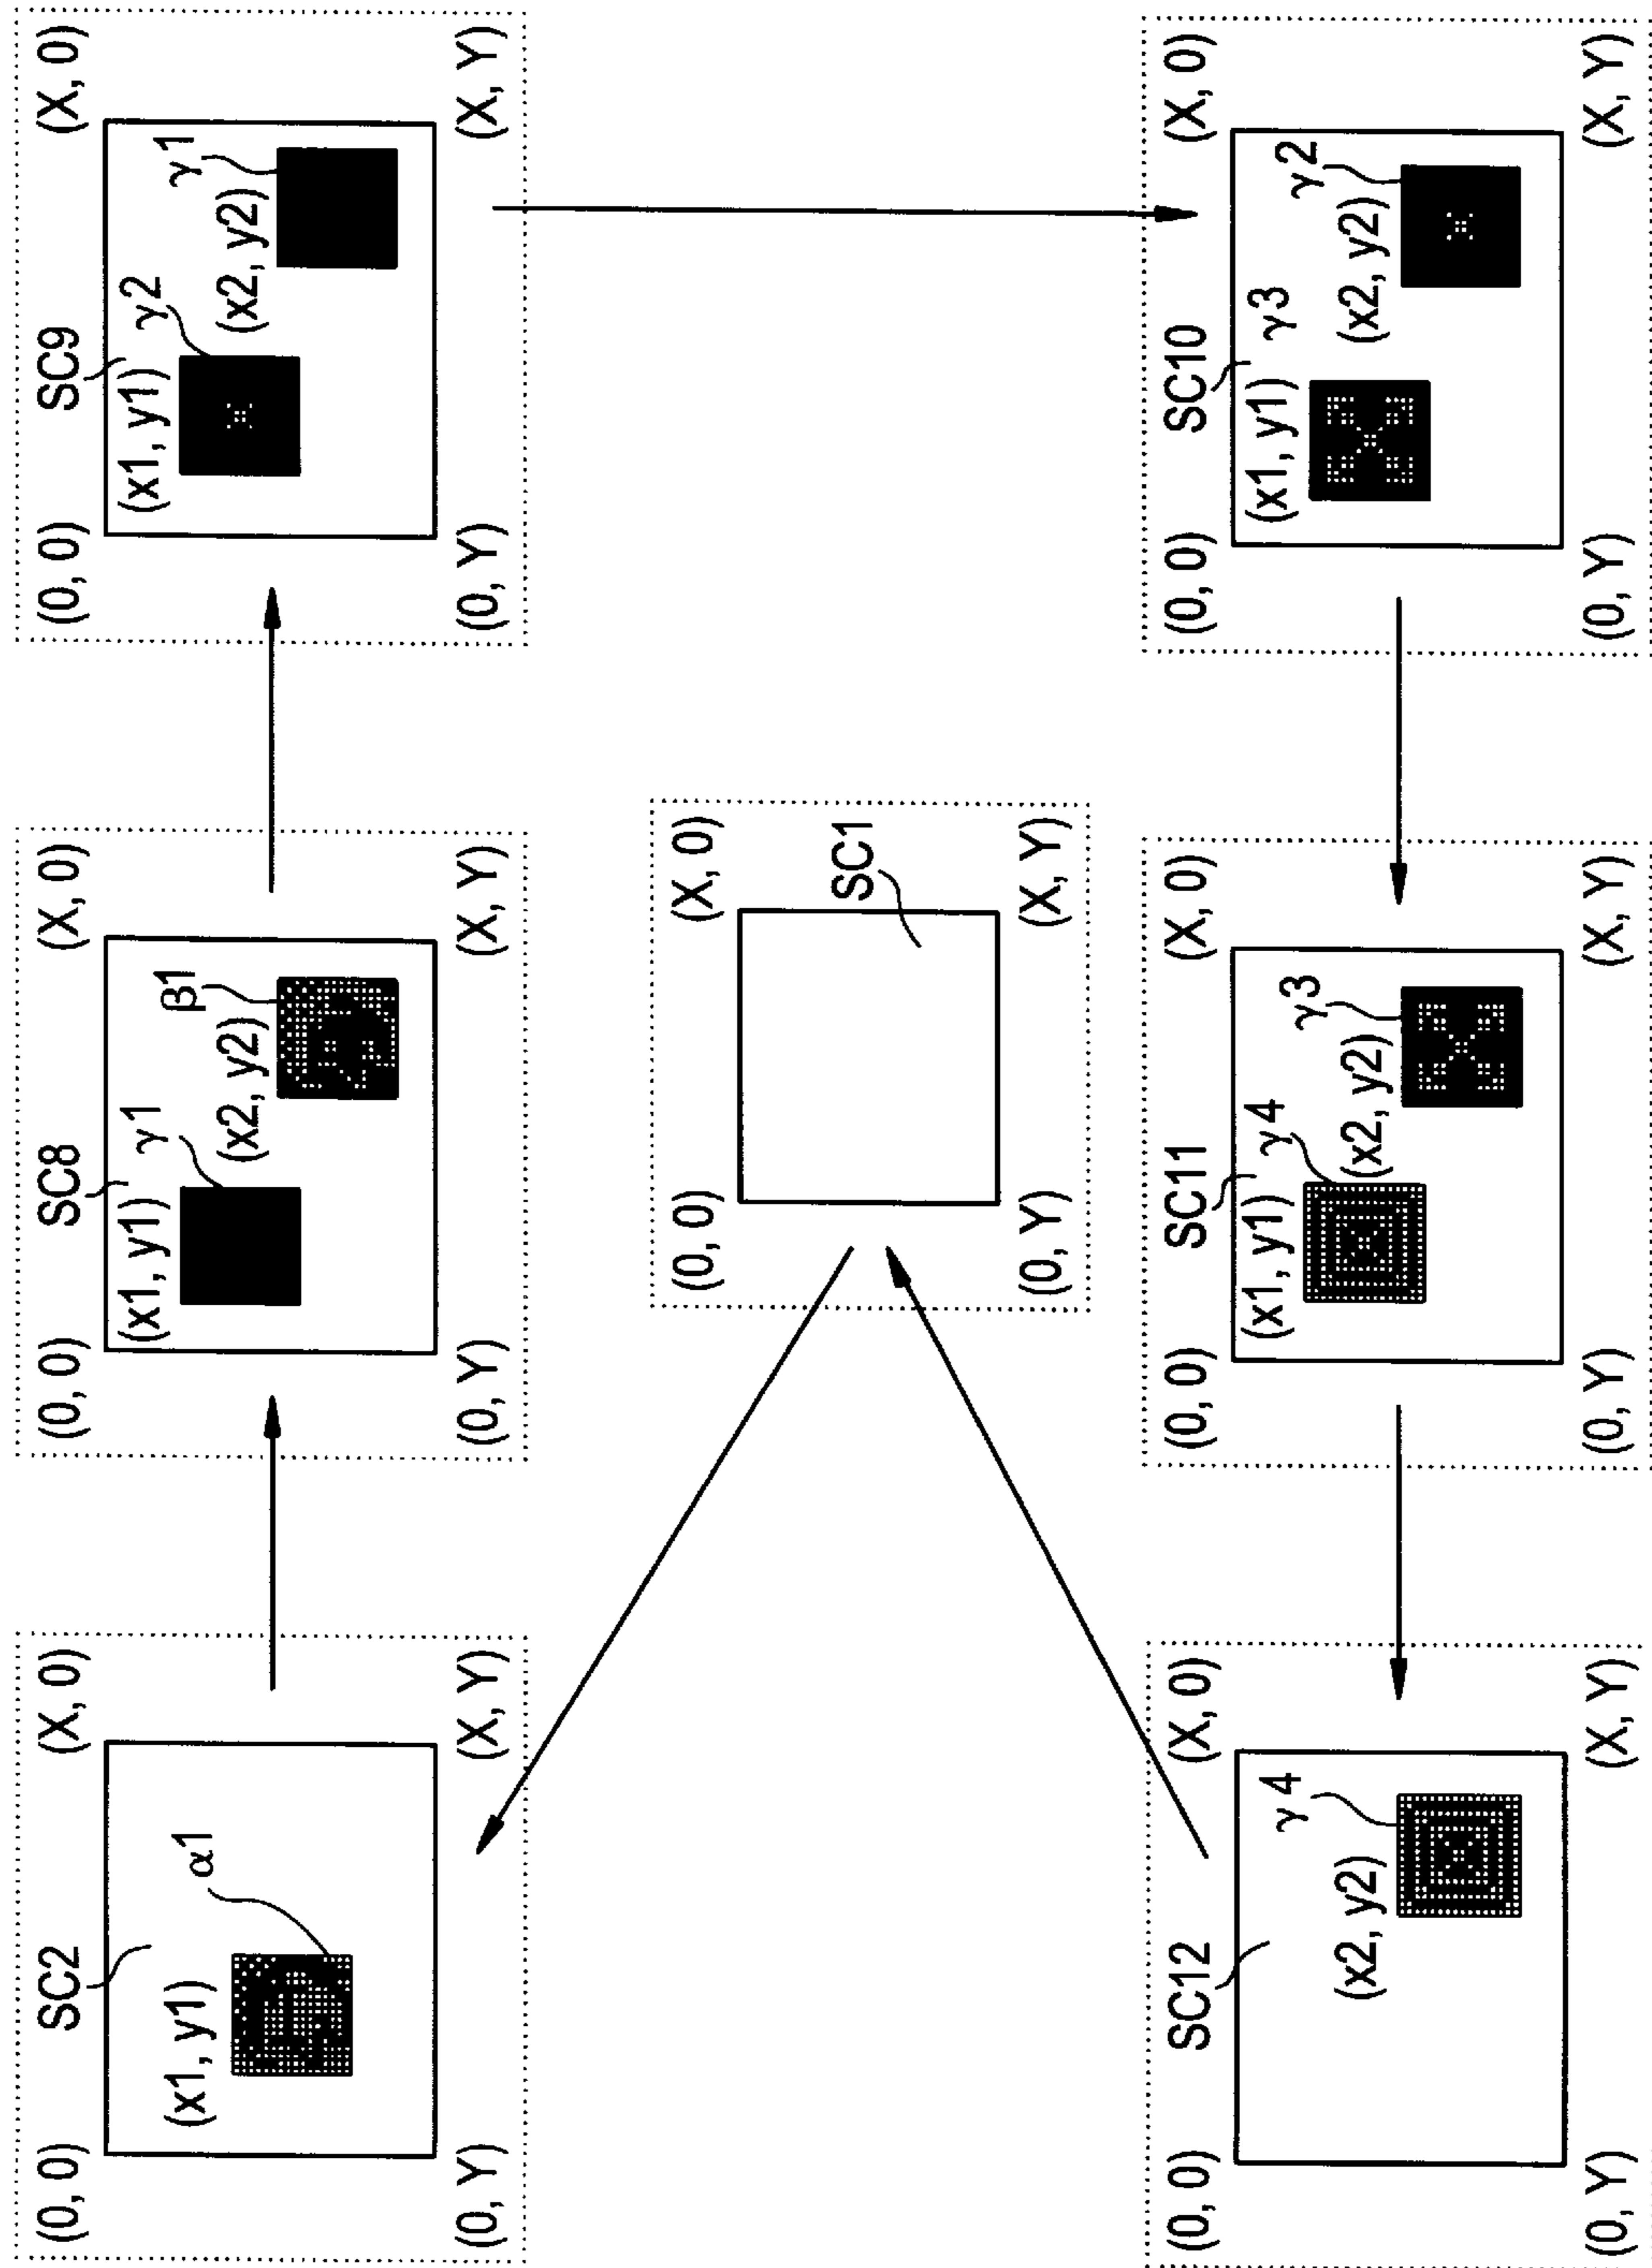 (0, 0)
SC2
(X, 0)
(x1, y1)
α1
(0, Y)
(X, Y)
(0, 0)
SC8
(X, 0)
(x1, y1)
γ1
β1
(x2, y2)
(0, Y)
(X, Y)
(0, 0)
SC9
(X, 0)
(x1, y1)
γ2
γ1
(x2, y2)
(0, Y)
(X, Y)
(0, 0)
(X, 0)
SC1
(0, Y)
(X, Y)
(0, 0)
SC12
(X, 0)
γ4
(x2, y2)
(0, Y)
(X, Y)
(0, 0)
SC11
(X, 0)
(x1, y1)
γ4
γ3
(x2, y2)
(0, Y)
(X, Y)
(0, 0)
SC10
(X, 0)
(x1, y1)
γ3
γ2
(x2, y2)
(0, Y)
(X, Y)